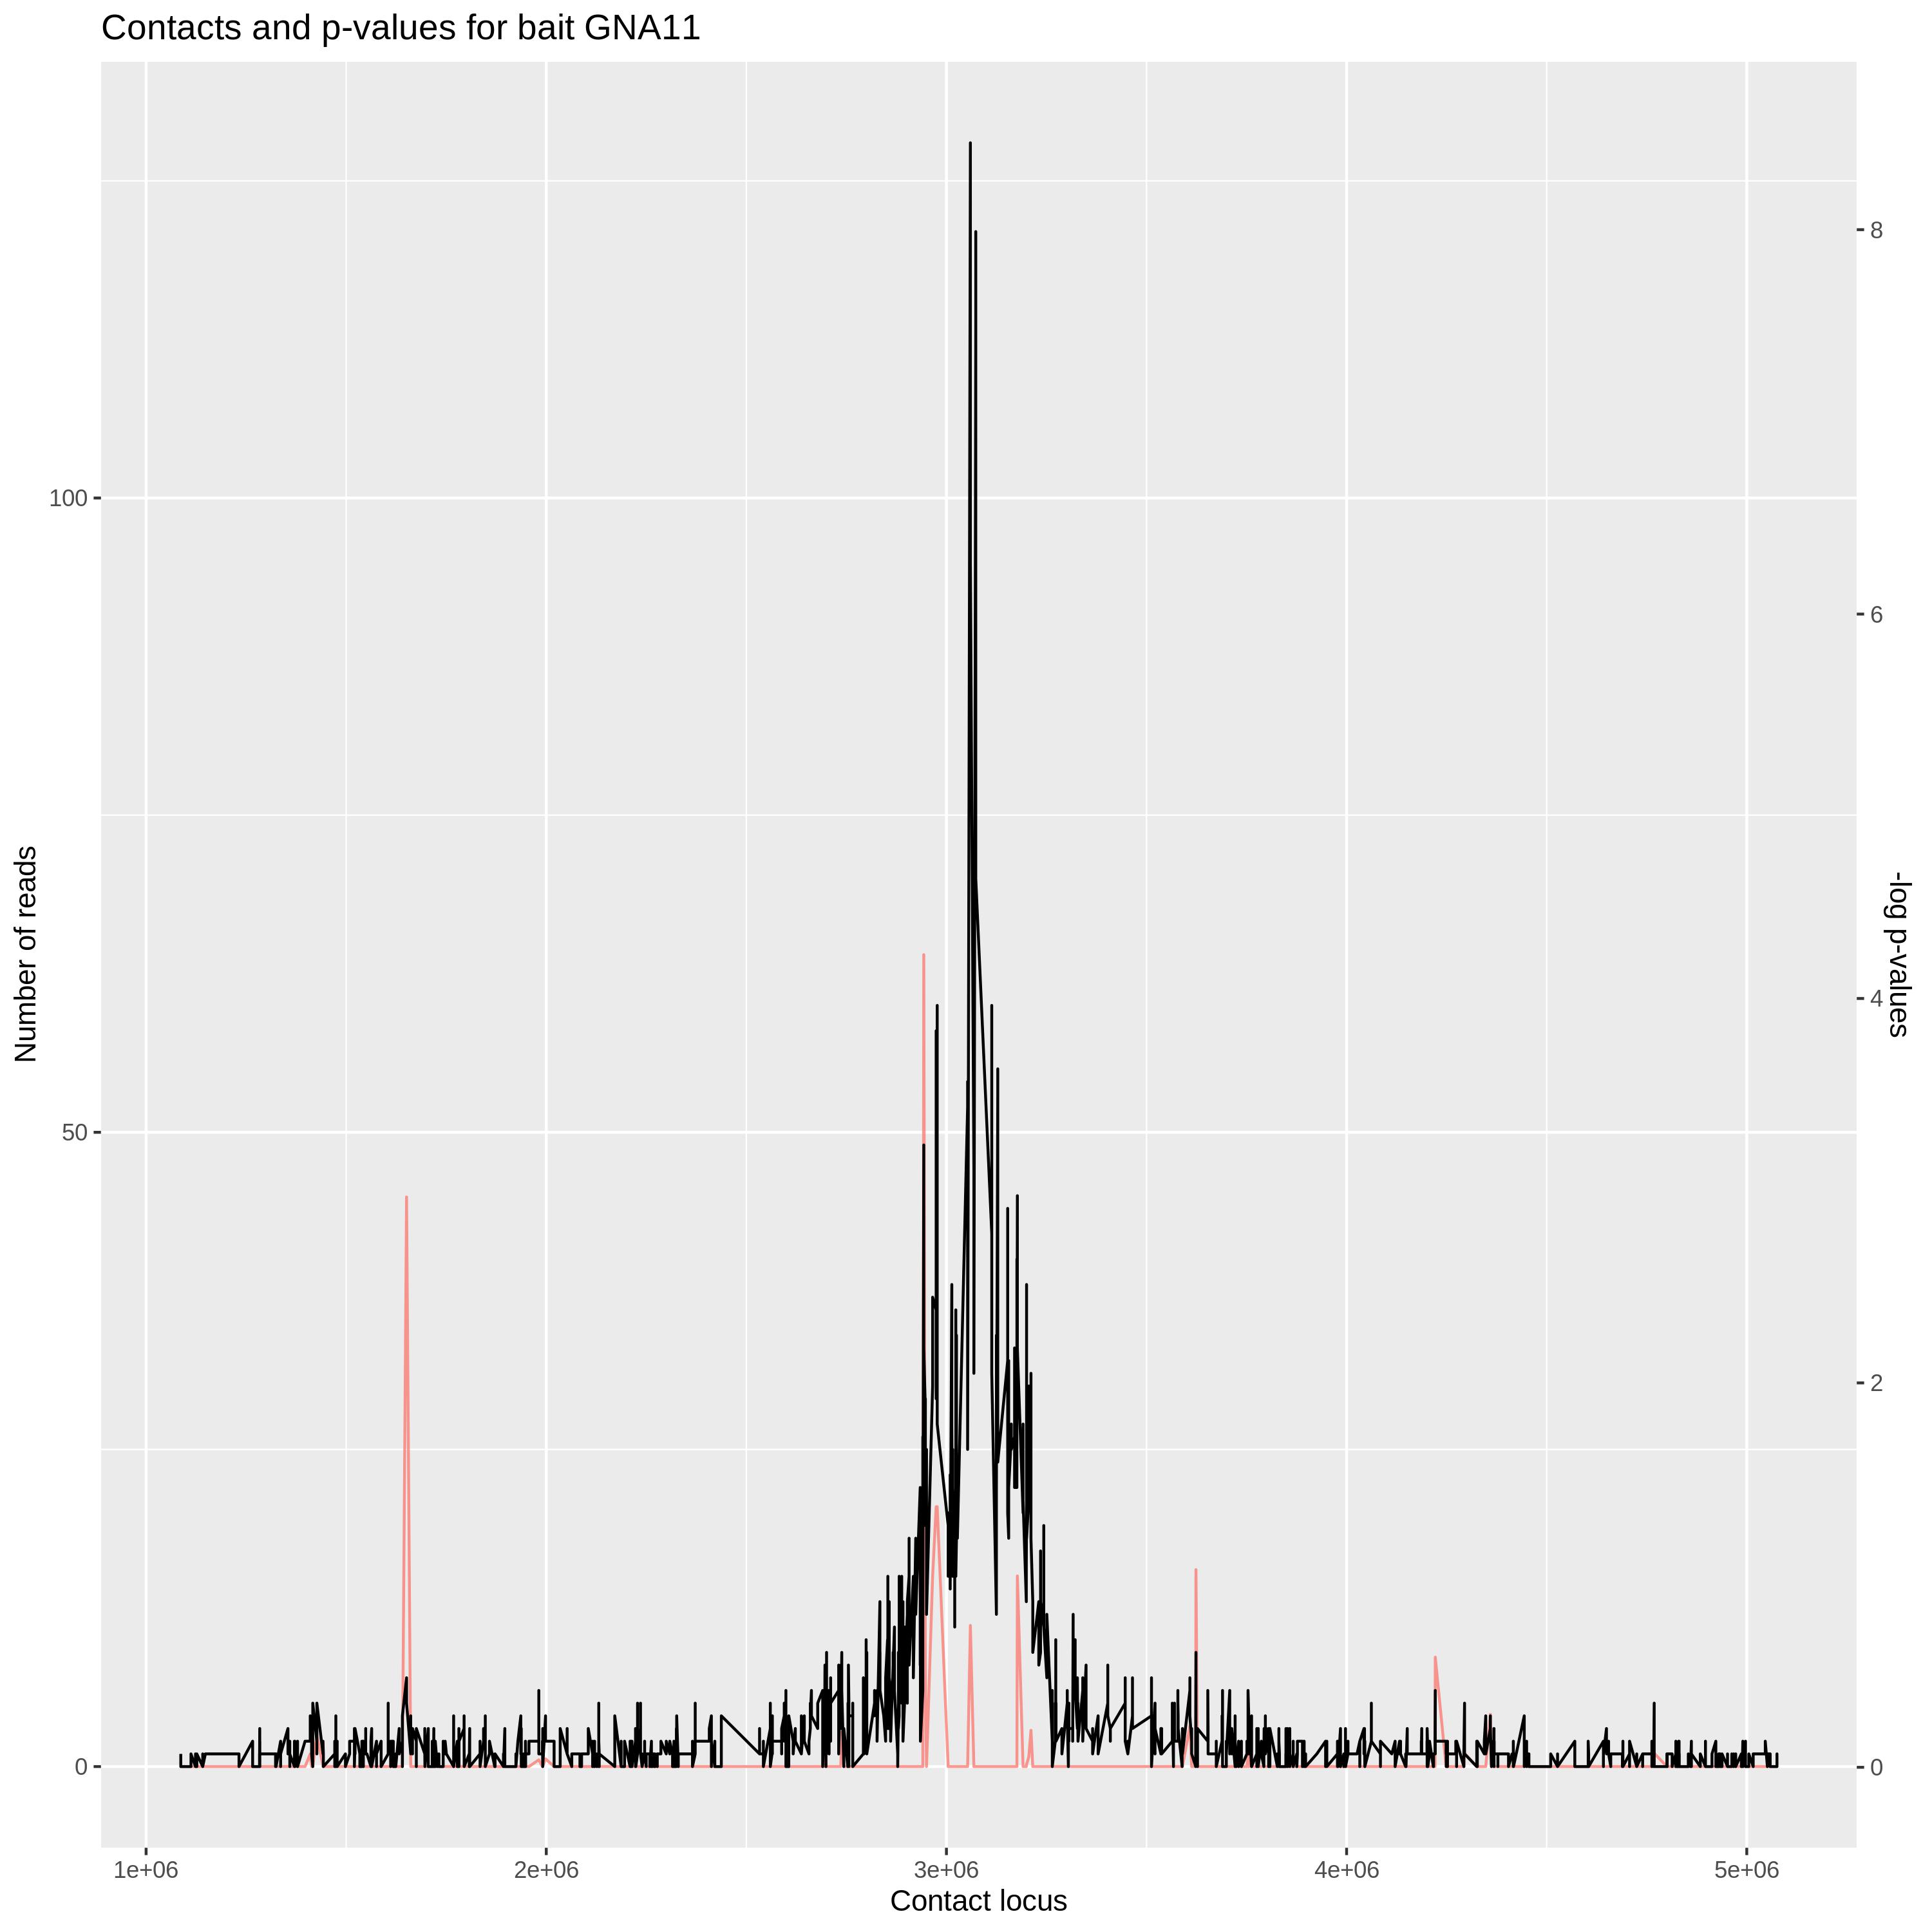 Contacts and p-values for bait GNA11
Number of reads
100
50
0
8
6
4
2
0
-log p-values
1e+06
2e+06
3e+06
4e+06
5e+06
Contact locus